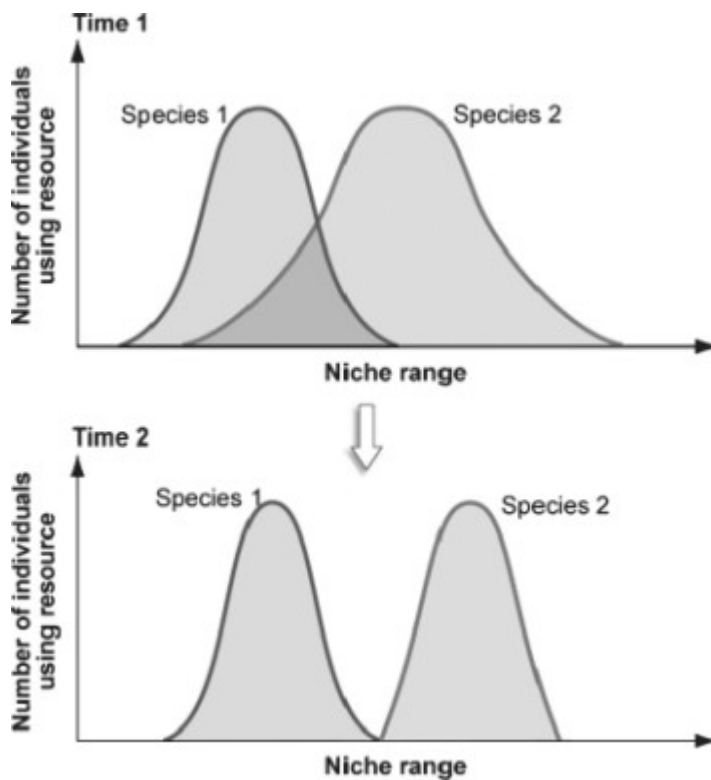 Time 1
Number of individuals
using resource
Species 1
Species 2
Niche range
Time 2
Number of individuals
using resource
Species 1
Species 2
Niche range